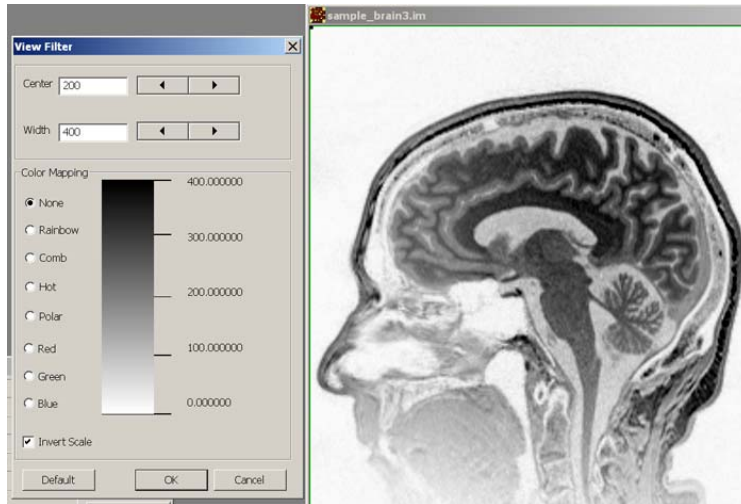 View Filter
Center 200
Width 400
Color Mapping
400.000000
None
Rainbow
300.000000
Comb
Hot
200.000000
Polar
Red
100.000000
Green
Blue
0.000000
Invert Scale
Default OK Cancel
sample_brain3.im